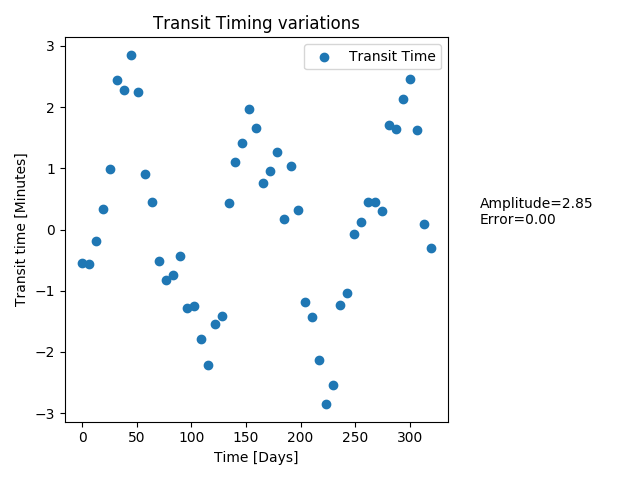 Transit Timing variations
Transit Time
3
2
1
0
−1
−2
−3
Transit time [Minutes]
Amplitude=2.85
Error=0.00
0 50 100 150 200 250 300
Time [Days]